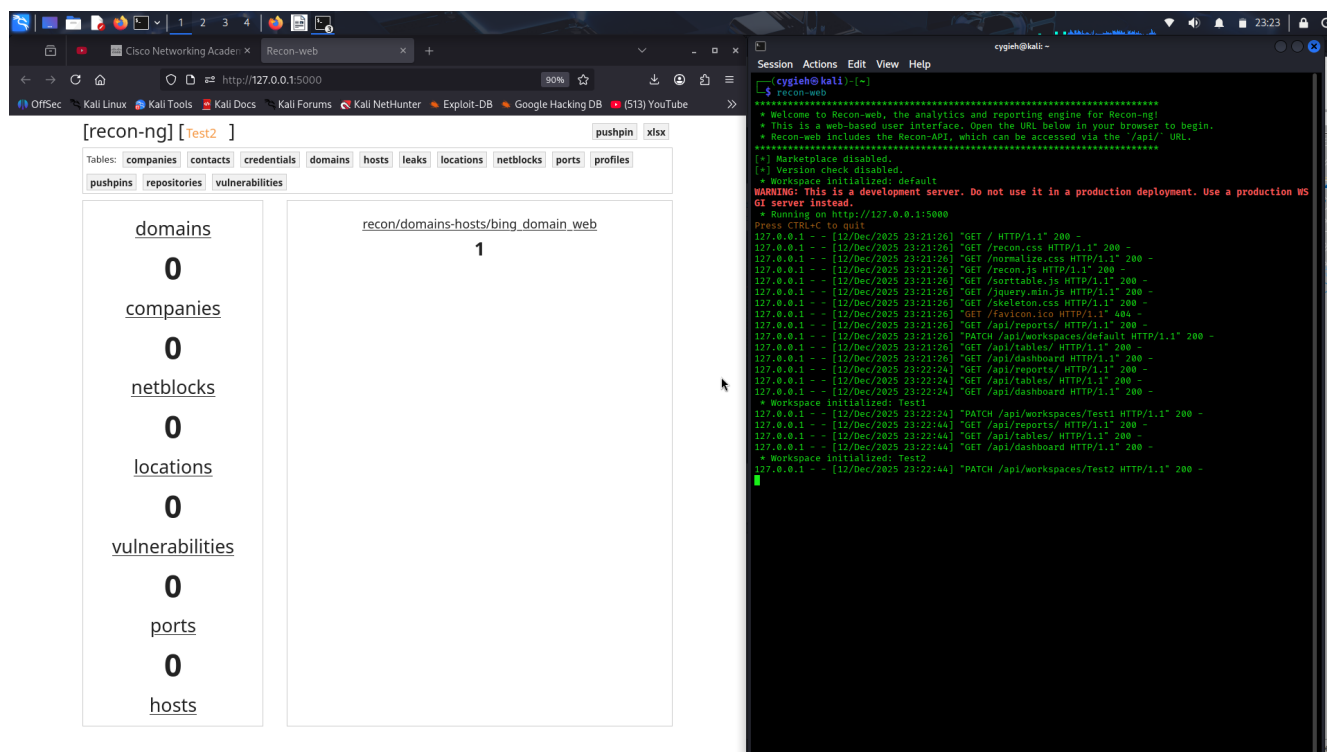 1 2 3 4
23:23
Cisco Networking Academ
Recon-web
http://127.0.0.1:5000
90%
OffSec
Kali Linux
Kali Tools
Kali Docs
Kali Forums
Kali NetHunter
Exploit-DB
Google Hacking DB
(513) YouTube
[recon-ng] [ Test2 ]
pushpin xlsx
Tables: companies contacts credentials domains hosts leaks locations netblocks ports profiles
pushpins repositories vulnerabilities
domains
0
companies
0
netblocks
0
locations
0
vulnerabilities
0
ports
0
hosts
recon/domains-hosts/bing_domain_web
1
cygieh@kali: ~
Session Actions Edit View Help
(cygieh㉿kali)-[~]
$ recon-web
*************************************************************************
* Welcome to Recon-web, the analytics and reporting engine for Recon-ng!
* This is a web-based user interface. Open the URL below in your browser to begin.
* Recon-web includes the Recon-API, which can be accessed via the `/api/` URL.
*************************************************************************
[+] Marketplace disabled.
[+] Version check disabled.
* Workspace initialized: default
WARNING: This is a development server. Do not use it in a production deployment. Use a production WS
GI server instead.
* Running on http://127.0.0.1:5000
Press CTRL+C to quit
127.0.0.1 - - [12/Dec/2025 23:21:26] "GET / HTTP/1.1" 200 -
127.0.0.1 - - [12/Dec/2025 23:21:26] "GET /recon.css HTTP/1.1" 200 -
127.0.0.1 - - [12/Dec/2025 23:21:26] "GET /normalize.css HTTP/1.1" 200 -
127.0.0.1 - - [12/Dec/2025 23:21:26] "GET /recon.js HTTP/1.1" 200 -
127.0.0.1 - - [12/Dec/2025 23:21:26] "GET /sorttable.js HTTP/1.1" 200 -
127.0.0.1 - - [12/Dec/2025 23:21:26] "GET /jquery.min.js HTTP/1.1" 200 -
127.0.0.1 - - [12/Dec/2025 23:21:26] "GET /skeleton.css HTTP/1.1" 200 -
127.0.0.1 - - [12/Dec/2025 23:21:26] "GET /favicon.ico HTTP/1.1" 404 -
127.0.0.1 - - [12/Dec/2025 23:21:26] "GET /api/reports/ HTTP/1.1" 200 -
127.0.0.1 - - [12/Dec/2025 23:21:26] "PATCH /api/workspaces/default HTTP/1.1" 200 -
127.0.0.1 - - [12/Dec/2025 23:21:26] "GET /api/tables/ HTTP/1.1" 200 -
127.0.0.1 - - [12/Dec/2025 23:21:26] "GET /api/dashboard HTTP/1.1" 200 -
127.0.0.1 - - [12/Dec/2025 23:22:24] "GET /api/reports/ HTTP/1.1" 200 -
127.0.0.1 - - [12/Dec/2025 23:22:24] "GET /api/tables/ HTTP/1.1" 200 -
127.0.0.1 - - [12/Dec/2025 23:22:24] "GET /api/dashboard HTTP/1.1" 200 -
* Workspace initialized: Test1
127.0.0.1 - - [12/Dec/2025 23:22:24] "PATCH /api/workspaces/Test1 HTTP/1.1" 200 -
127.0.0.1 - - [12/Dec/2025 23:22:44] "GET /api/reports/ HTTP/1.1" 200 -
127.0.0.1 - - [12/Dec/2025 23:22:44] "GET /api/tables/ HTTP/1.1" 200 -
127.0.0.1 - - [12/Dec/2025 23:22:44] "GET /api/dashboard HTTP/1.1" 200 -
* Workspace initialized: Test2
127.0.0.1 - - [12/Dec/2025 23:22:44] "PATCH /api/workspaces/Test2 HTTP/1.1" 200 -